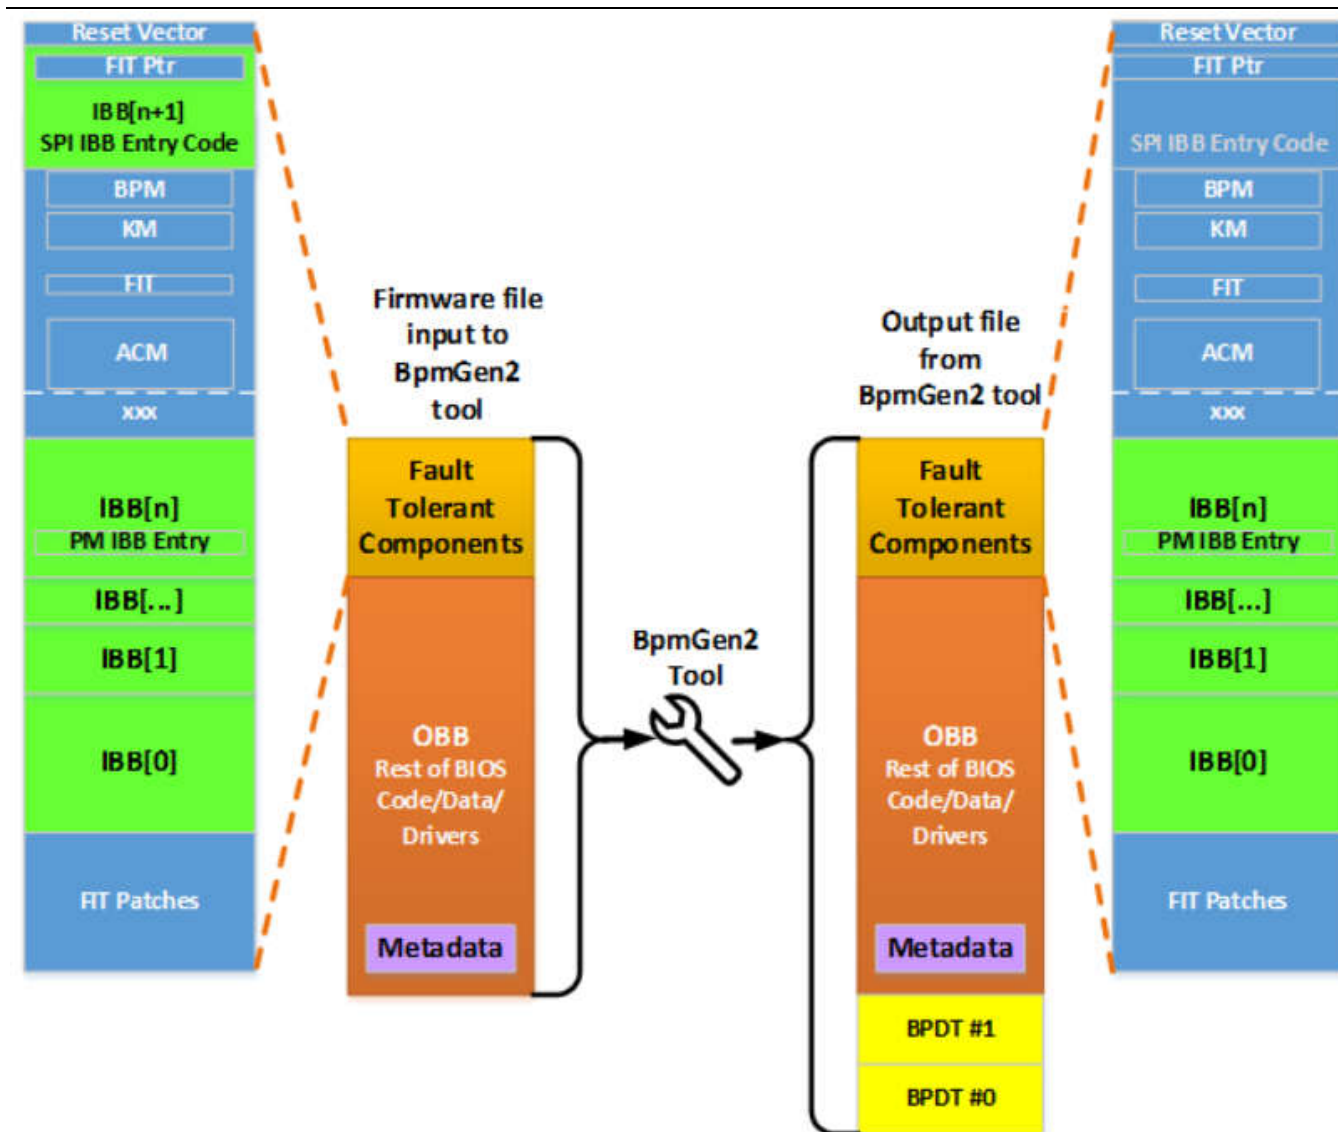 Reset Vector
FIT Ptr
IBB[n+1]
SPI IBB Entry Code
BPM
KM
FIT
ACM
xxx
IBB[n]
PM IBB Entry
IBB[...]
IBB[1]
IBB[0]
FIT Patches
Firmware file
input to
BpmGen2
tool
Fault
Tolerant
Components
OBB
Rest of BIOS
Code/Data/
Drivers
Metadata
BpmGen2
Tool
Output file
from
BpmGen2 tool
Fault
Tolerant
Components
OBB
Rest of BIOS
Code/Data/
Drivers
Metadata
BPDT #1
BPDT #0
Reset Vector
FIT Ptr
SPI IBB Entry Code
BPM
KM
FIT
ACM
xxx
IBB[n]
PM IBB Entry
IBB[...]
IBB[1]
IBB[0]
FIT Patches